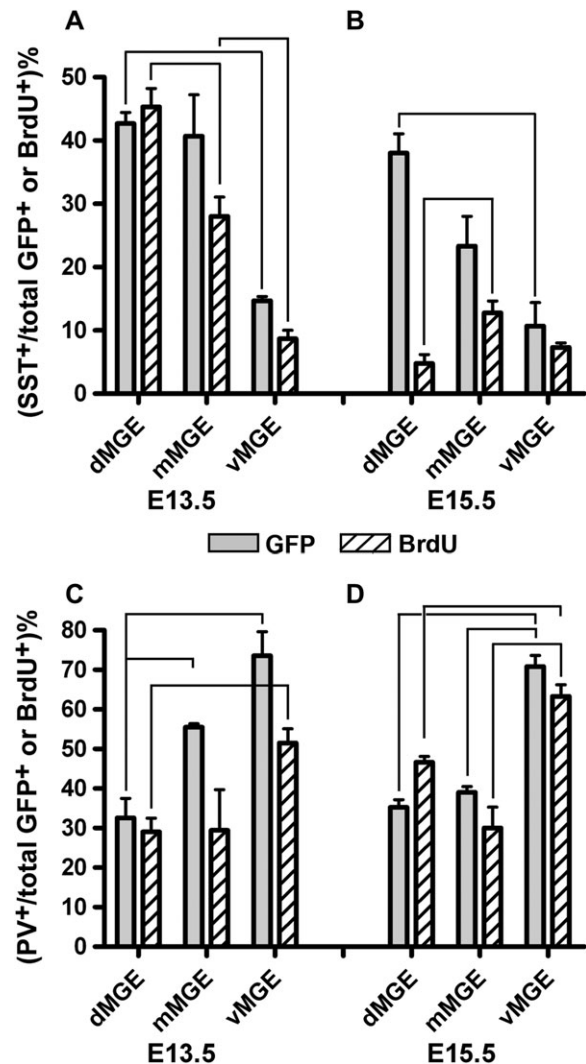 A
B
(SST⁺/total GFP⁺ or BrdU⁺)%
40
30
20
10
0
dMGE mMGE vMGE dMGE mMGE vMGE
E13.5 E15.5
GFP BrdU
C
D
(PV⁺/total GFP⁺ or BrdU⁺)%
80
70
60
50
40
30
20
10
0
dMGE mMGE vMGE dMGE mMGE vMGE
E13.5 E15.5